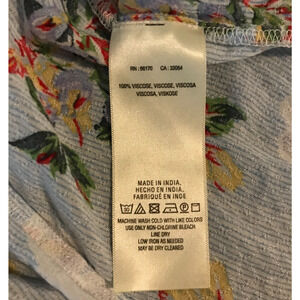 RN : 66170 CA : 33054
100% VISCOSE, VISCOSE, VISCOSA
VISCOSA, VISKOSE
MADE IN INDIA,
HECHO EN INDIA,
FABRIQUÉ EN INDE
MACHINE WASH COLD WITH LIKE COLORS
USE ONLY NON-CHLORINE BLEACH
LINE DRY
LOW IRON AS NEEDED
MAY BE DRY CLEANED